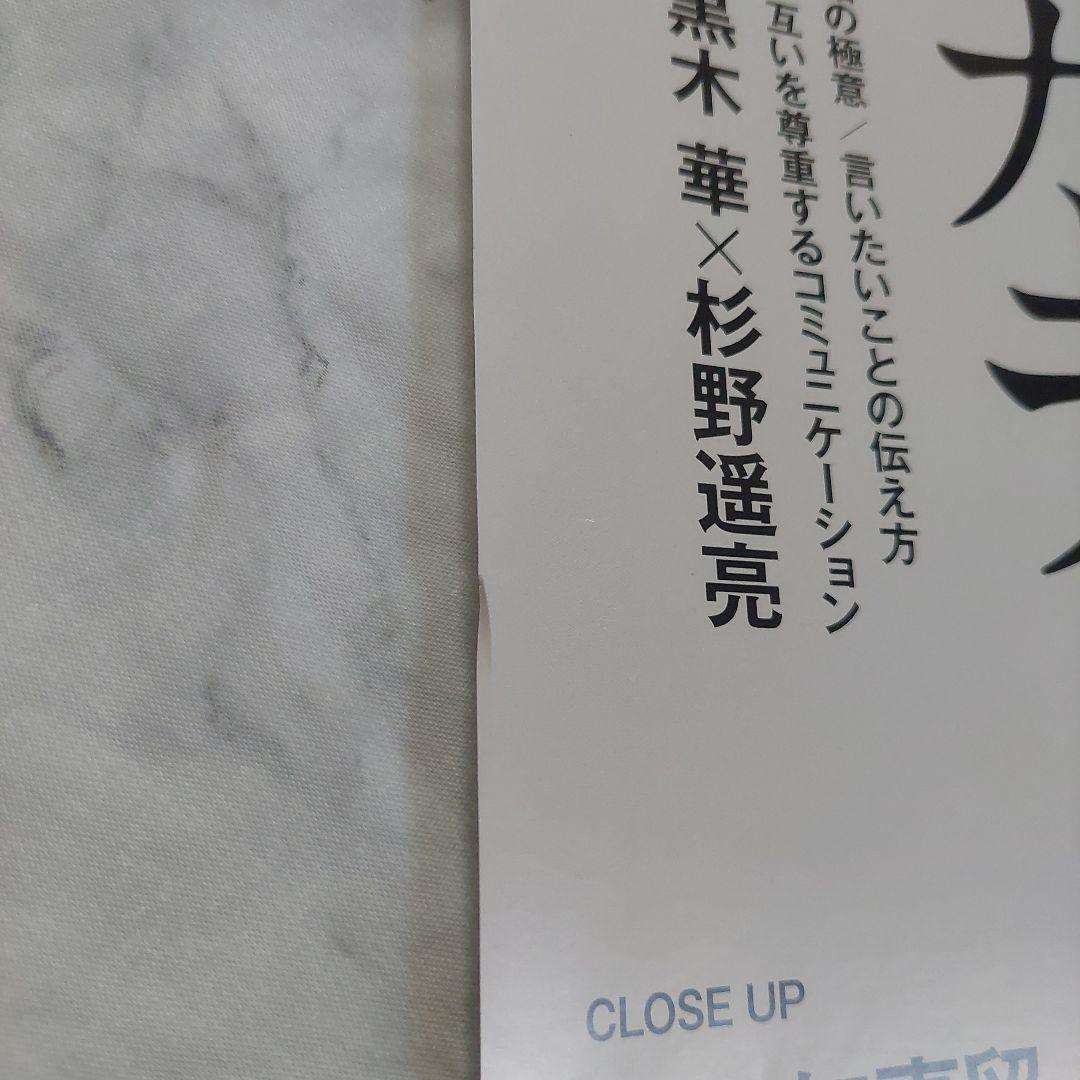 の極意／言いたいことの伝え方
互いを尊重するコミュニケーション
黒木 華×杉野遥亮
CLOSE UP